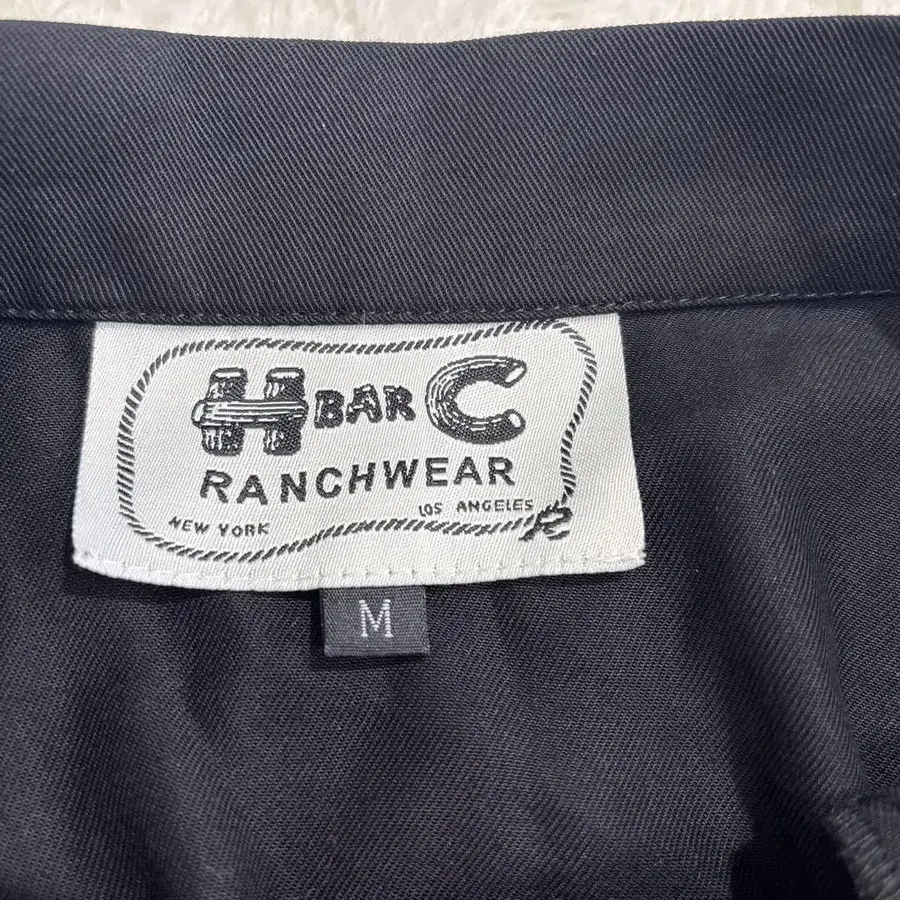 H BAR C
RANCHWEAR
NEW YORK LOS ANGELES
M